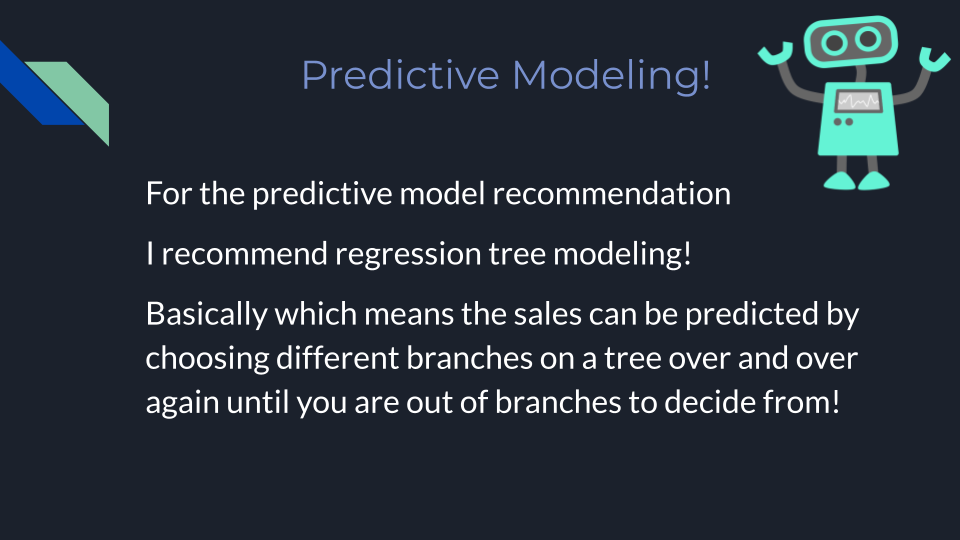 Predictive Modeling!
For the predictive model recommendation
I recommend regression tree modeling!
Basically which means the sales can be predicted by
choosing different branches on a tree over and over
again until you are out of branches to decide from!